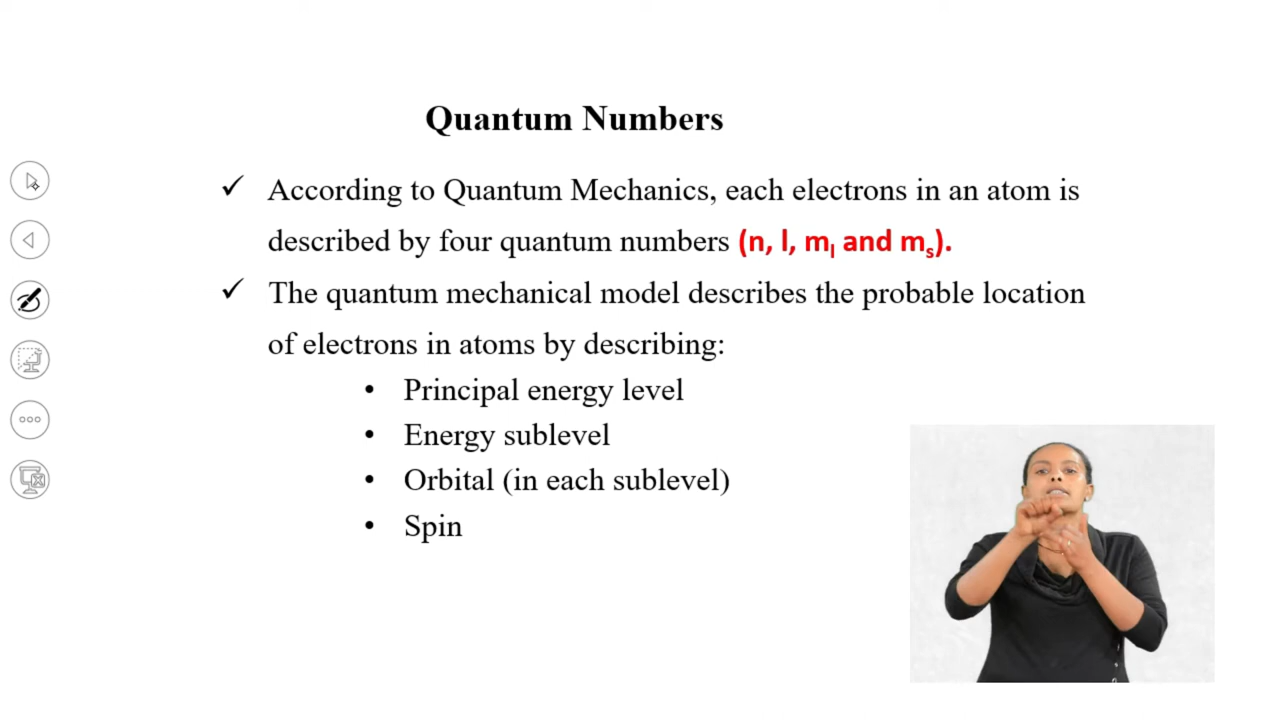 Quantum Numbers
✓ According to Quantum Mechanics, each electrons in an atom is
described by four quantum numbers (n, l, mₗ and mₛ).
✓ The quantum mechanical model describes the probable location
of electrons in atoms by describing:
• Principal energy level
• Energy sublevel
• Orbital (in each sublevel)
• Spin